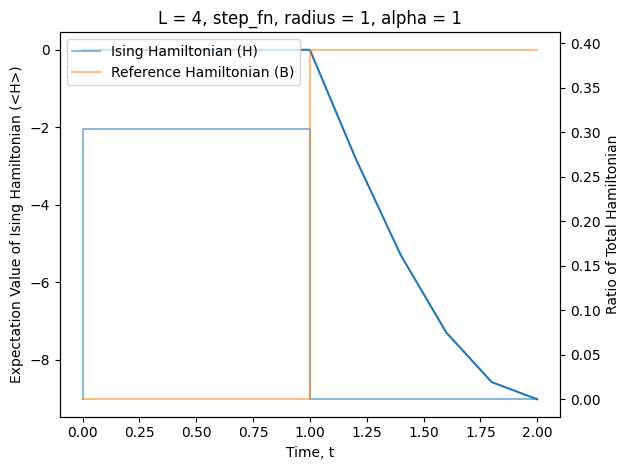 L = 4, step_fn, radius = 1, alpha = 1
Ising Hamiltonian (H)
Reference Hamiltonian (B)
Expectation Value of Ising Hamiltonian (<H>)
0
−2
−4
−6
−8
0.40
0.35
0.30
0.25
0.20
0.15
0.10
0.05
0.00
Ratio of Total Hamiltonian
0.00 0.25 0.50 0.75 1.00 1.25 1.50 1.75 2.00
Time, t